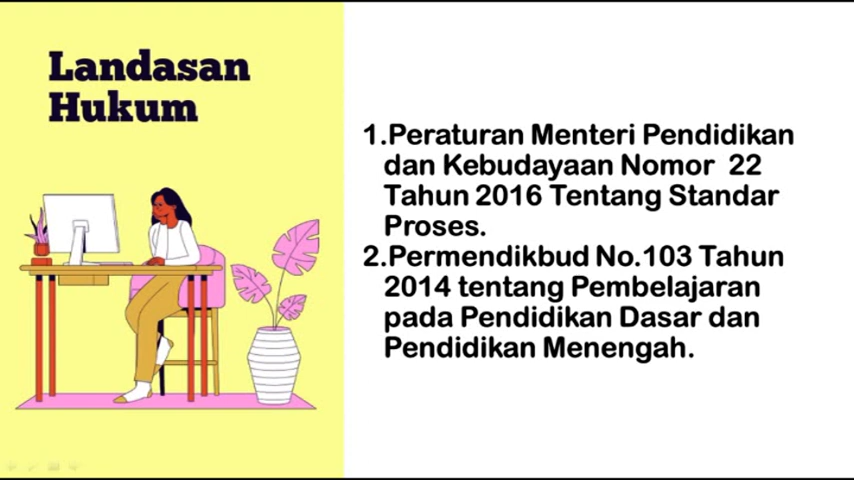 Landasan
Hukum
1.Peraturan Menteri Pendidikan
dan Kebudayaan Nomor 22
Tahun 2016 Tentang Standar
Proses.
2.Permendikbud No.103 Tahun
2014 tentang Pembelajaran
pada Pendidikan Dasar dan
Pendidikan Menengah.